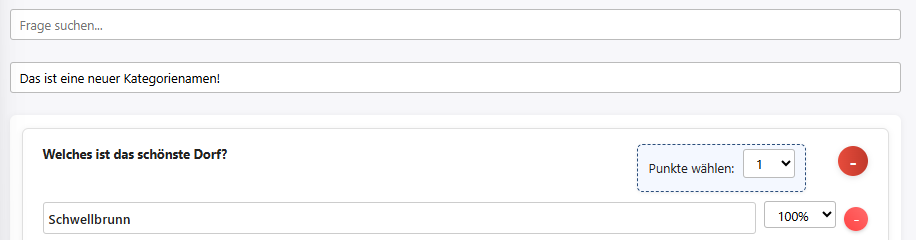 Frage suchen...
Das ist eine neuer Kategorienamen!
Welches ist das schönste Dorf?
Punkte wählen: 1
-
Schwellbrunn 100% -